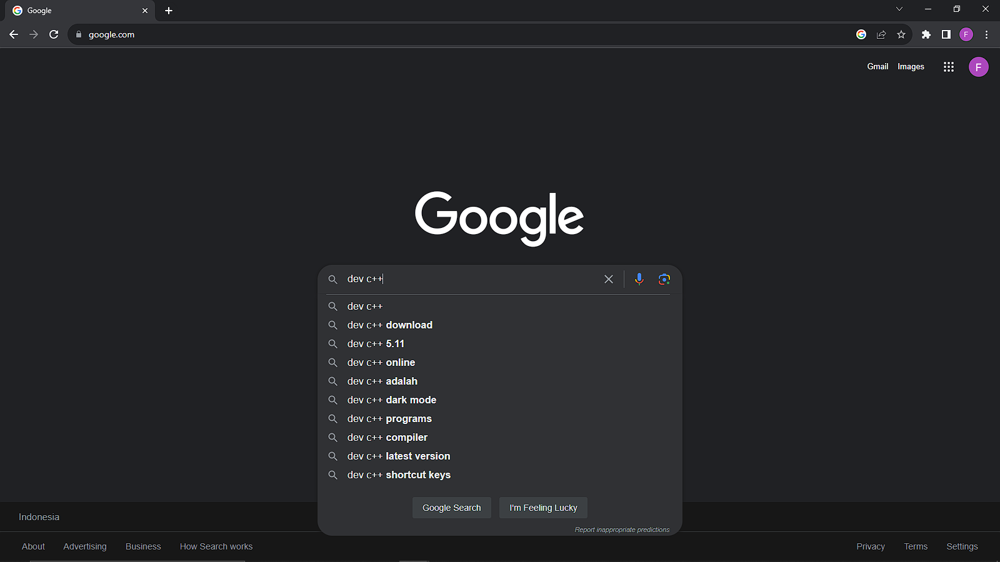 Google
google.com
F
Gmail Images
F
Google
dev c++
dev c++
dev c++ download
dev c++ 5.11
dev c++ online
dev c++ adalah
dev c++ dark mode
dev c++ programs
dev c++ compiler
dev c++ latest version
dev c++ shortcut keys
Google Search I'm Feeling Lucky
Report inappropriate predictions
Indonesia
About Advertising Business How Search works Privacy Terms Settings